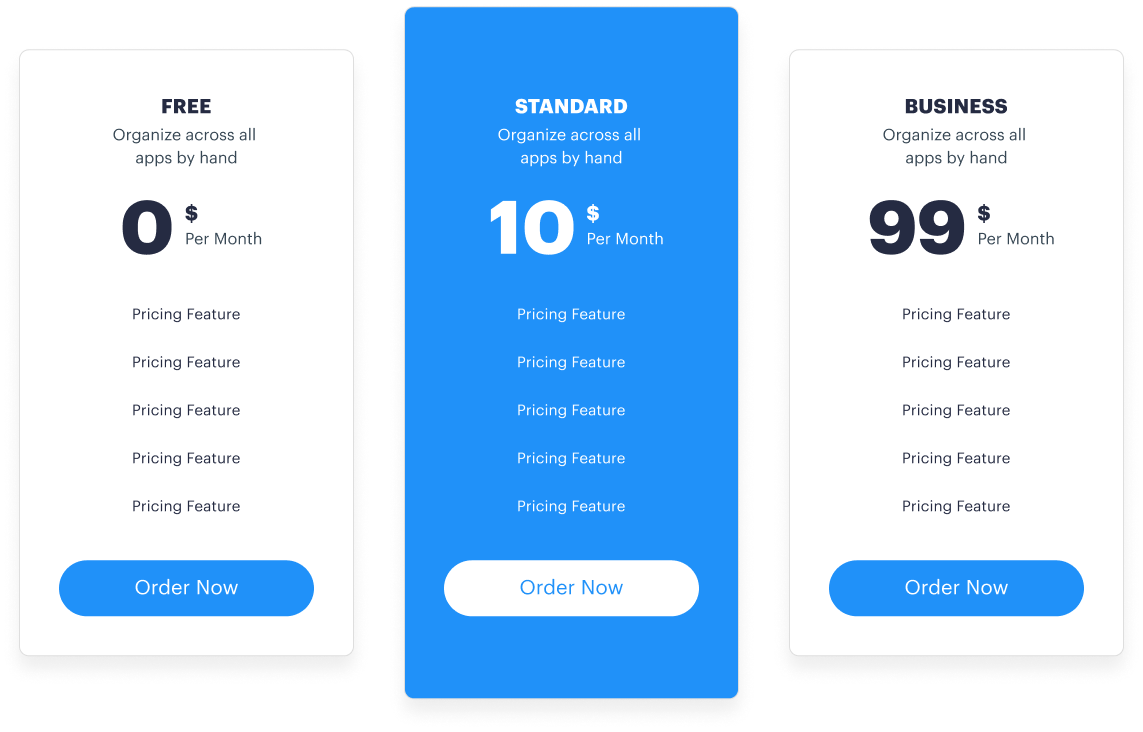 FREE
Organize across all
apps by hand
0
$
Per Month
Pricing Feature
Pricing Feature
Pricing Feature
Pricing Feature
Pricing Feature
Order Now
STANDARD
Organize across all
apps by hand
10
$
Per Month
Pricing Feature
Pricing Feature
Pricing Feature
Pricing Feature
Pricing Feature
Order Now
BUSINESS
Organize across all
apps by hand
99
$
Per Month
Pricing Feature
Pricing Feature
Pricing Feature
Pricing Feature
Pricing Feature
Order Now